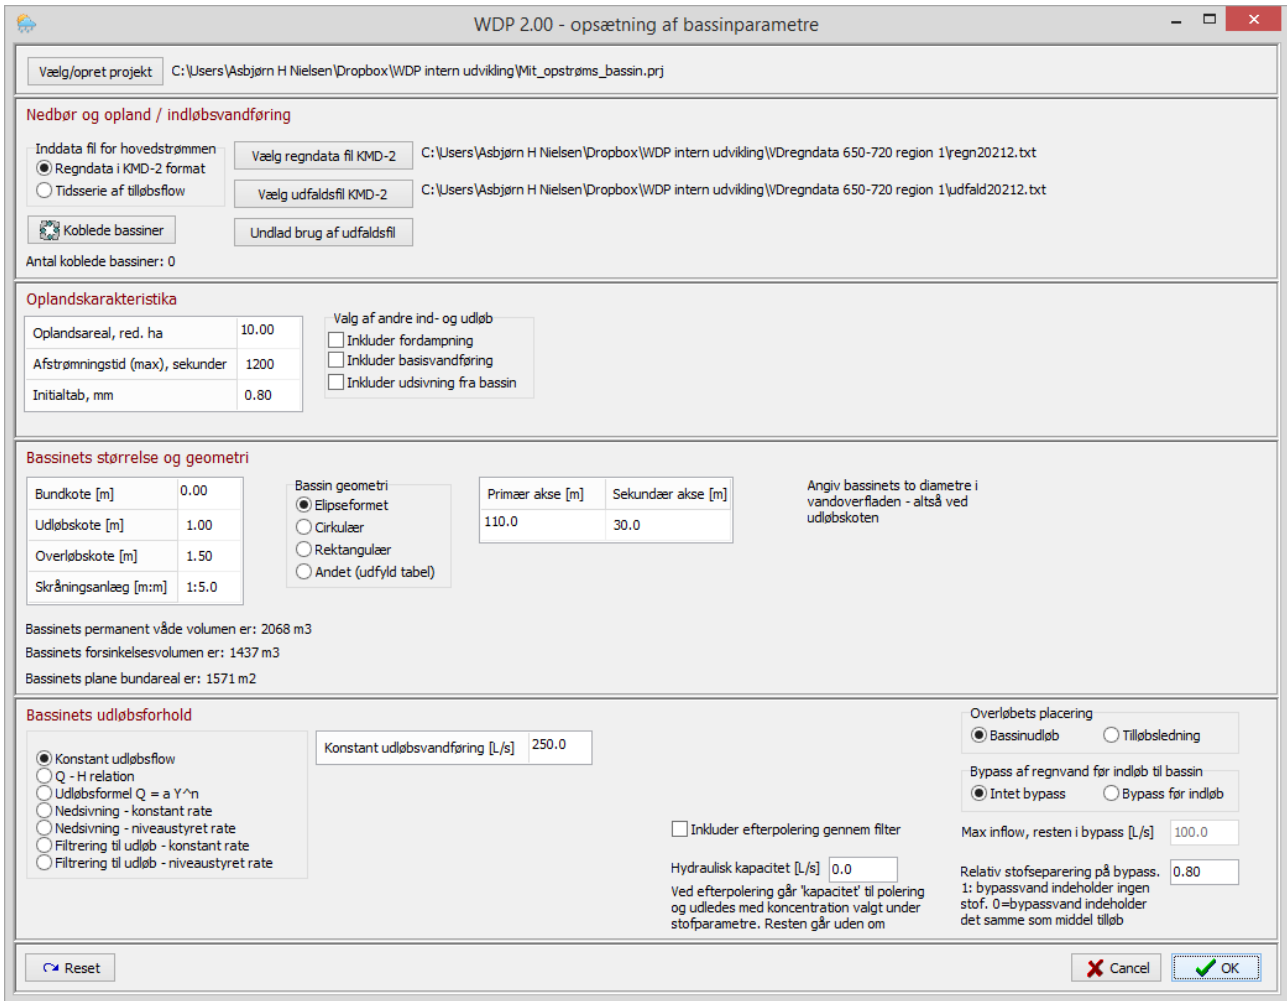 WDP 2.00 - opsætning af bassinparametre
Vælg/opret projekt
C:\Users\Asbjørn H Nielsen\Dropbox\WDP intern udvikling\Mit_opstrøms_bassin.prj
Nedbør og opland / indløbsvandføring
Inddata fil for hovedstrømmen
Regndata i KMD-2 format
Tidsserie af tilløbsflow
Vælg regndata fil KMD-2
C:\Users\Asbjørn H Nielsen\Dropbox\WDP intern udvikling\VDregndata 650-720 region 1\regn20212.txt
Vælg udfaldsfil KMD-2
C:\Users\Asbjørn H Nielsen\Dropbox\WDP intern udvikling\VDregndata 650-720 region 1\udfald20212.txt
Koblede bassiner
Undlad brug af udfaldsfil
Antal koblede bassiner: 0
Oplandskarakteristika
Oplandsareal, red. ha 10.00
Afstrømningstid (max), sekunder 1200
Initialtab, mm 0.80
Valg af andre ind- og udløb
Inkluder fordampning
Inkluder basisvandføring
Inkluder udsivning fra bassin
Bassinets størrelse og geometri
Bundkote [m] 0.00
Udløbskote [m] 1.00
Overløbskote [m] 1.50
Skråningsanlæg [m:m] 1:5.0
Bassin geometri
Elipseformet
Cirkulær
Rektangulær
Andet (udfyld tabel)
Primær akse [m] Sekundær akse [m]
110.0 30.0
Angiv bassinets to diametre i
vandoverfladen - altså ved
udløbskoten
Bassinets permanent våde volumen er: 2068 m3
Bassinets forsinkelsesvolumen er: 1437 m3
Bassinets plane bundareal er: 1571 m2
Bassinets udløbsforhold
Konstant udløbsflow
Q - H relation
Udløbsformel Q = a Y^n
Nedsivning - konstant rate
Nedsivning - niveaustyret rate
Filtrering til udløb - konstant rate
Filtrering til udløb - niveaustyret rate
Konstant udløbsvandføring [L/s] 250.0
Inkluder efterpolering gennem filter
Hydraulisk kapacitet [L/s] 0.0
Ved efterpolering går 'kapacitet' til polering
og udledes med koncentration valgt under
stofparametre. Resten går uden om
Overløbets placering
Bassinudløb Tilløbsledning
Bypass af regnvand før indløb til bassin
Intet bypass Bypass før indløb
Max inflow, resten i bypass [L/s] 100.0
Relativ stofseparering på bypass. 0.80
1: bypassvand indeholder ingen
stof. 0=bypassvand indeholder
det samme som middel tilløb
Reset
Cancel
OK